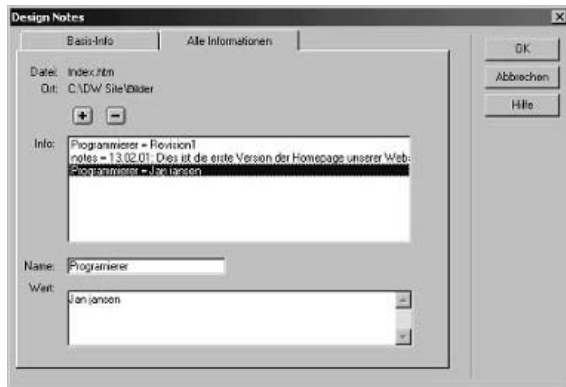 Design Notes
Basis-Info
Alle Informationen
OK
Abbrechen
Hilfe
Datei: Index.htm
Ort: C:\DW Site\Bilder
Info:
Programmierer = Revision1
notes = 13.02.01: Dies ist die erste Version der Homepage unserer Web
Programmierer = Jan jansen
Name: Programierer
Wert:
Jan jansen